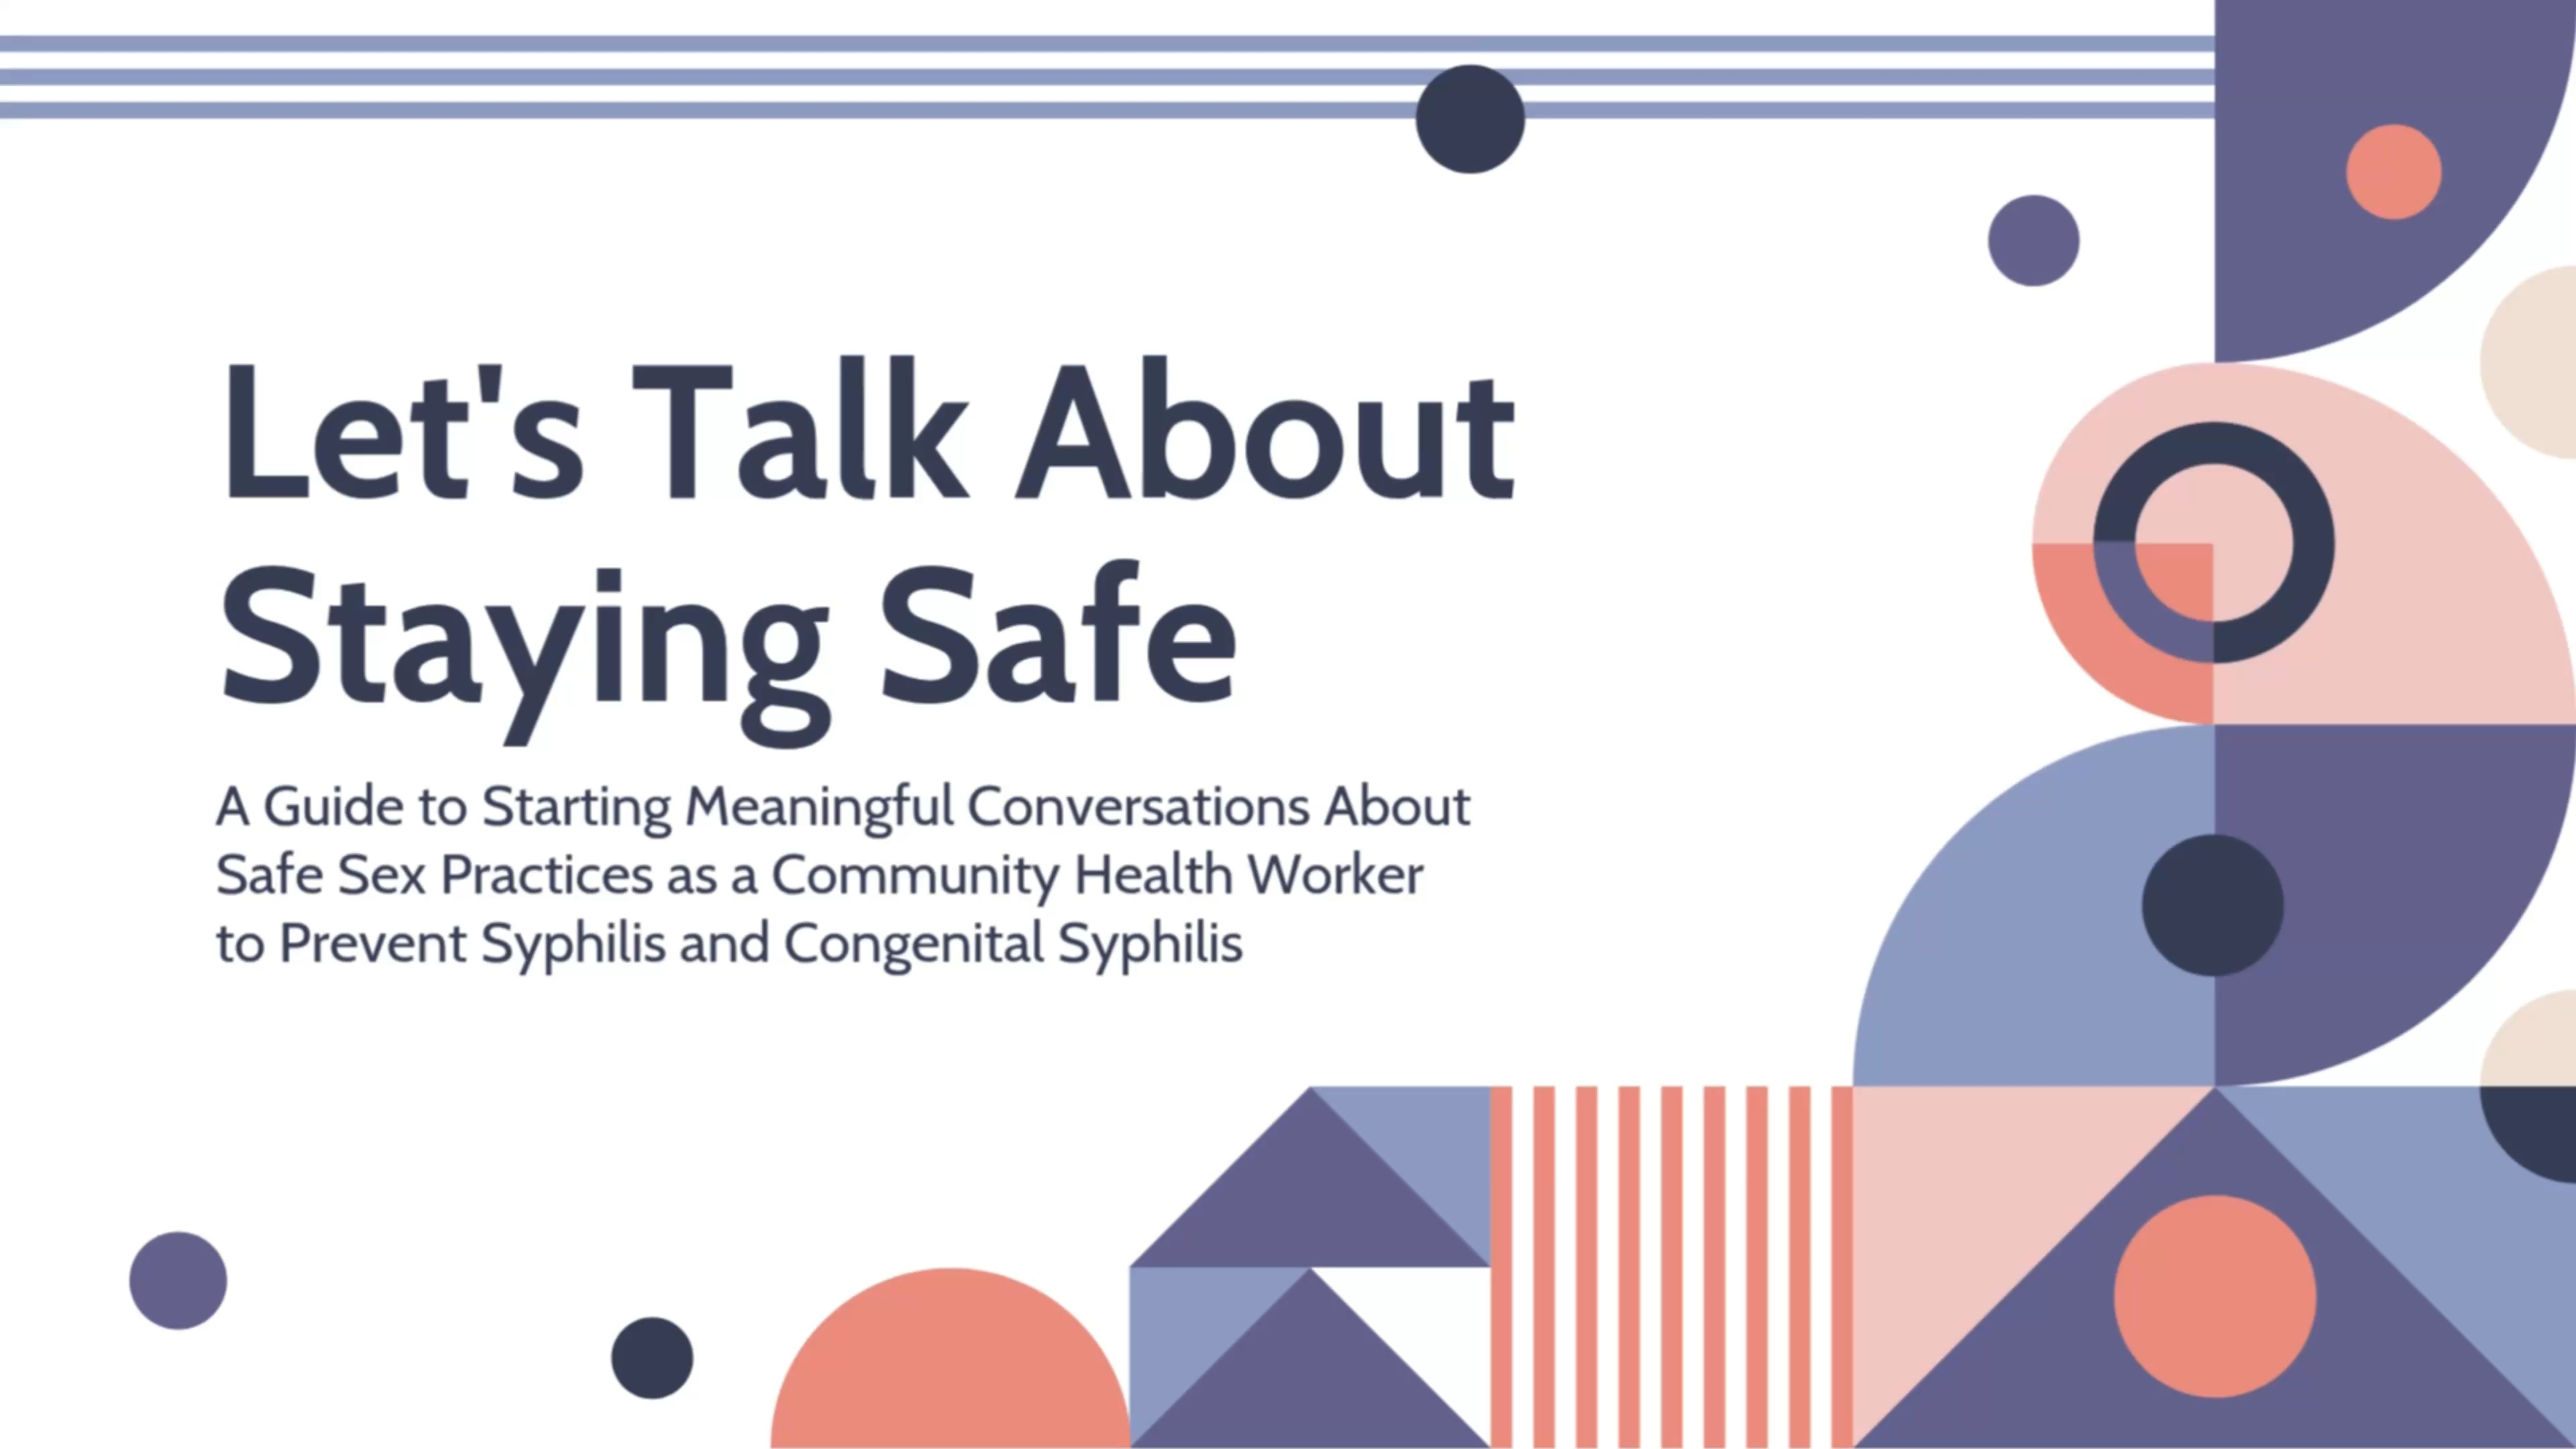 Let's Talk About
Staying Safe
A Guide to Starting Meaningful Conversations About
Safe Sex Practices as a Community Health Worker
to Prevent Syphilis and Congenital Syphilis